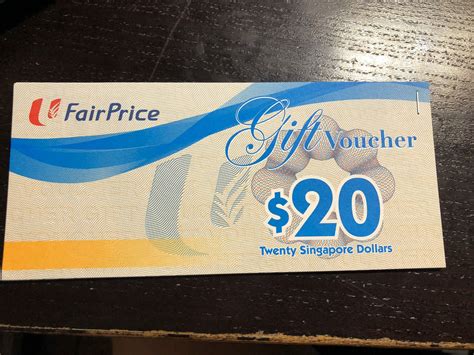 FairPrice
Gift Voucher
$20
Twenty Singapore Dollars